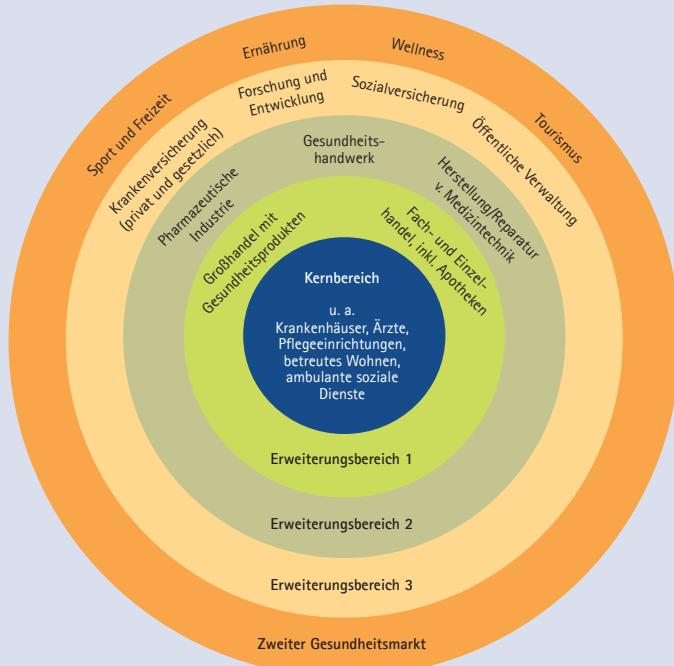 Ernährung
Wellness
Sport und Freizeit
Tourismus
Forschung und
Entwicklung
Sozialversicherung
Krankenversicherung
(privat und gesetzlich)
Öffentliche Verwaltung
Gesundheits-
handwerk
Pharmazeutische
Industrie
Herstellung/Reparatur
v. Medizintechnik
Großhandel mit
Gesundheitsprodukten
Fach- und Einzel-
handel, inkl. Apotheken
Kernbereich
u. a.
Krankenhäuser, Ärzte,
Pflegeeinrichtungen,
betreutes Wohnen,
ambulante soziale
Dienste
Erweiterungsbereich 1
Erweiterungsbereich 2
Erweiterungsbereich 3
Zweiter Gesundheitsmarkt